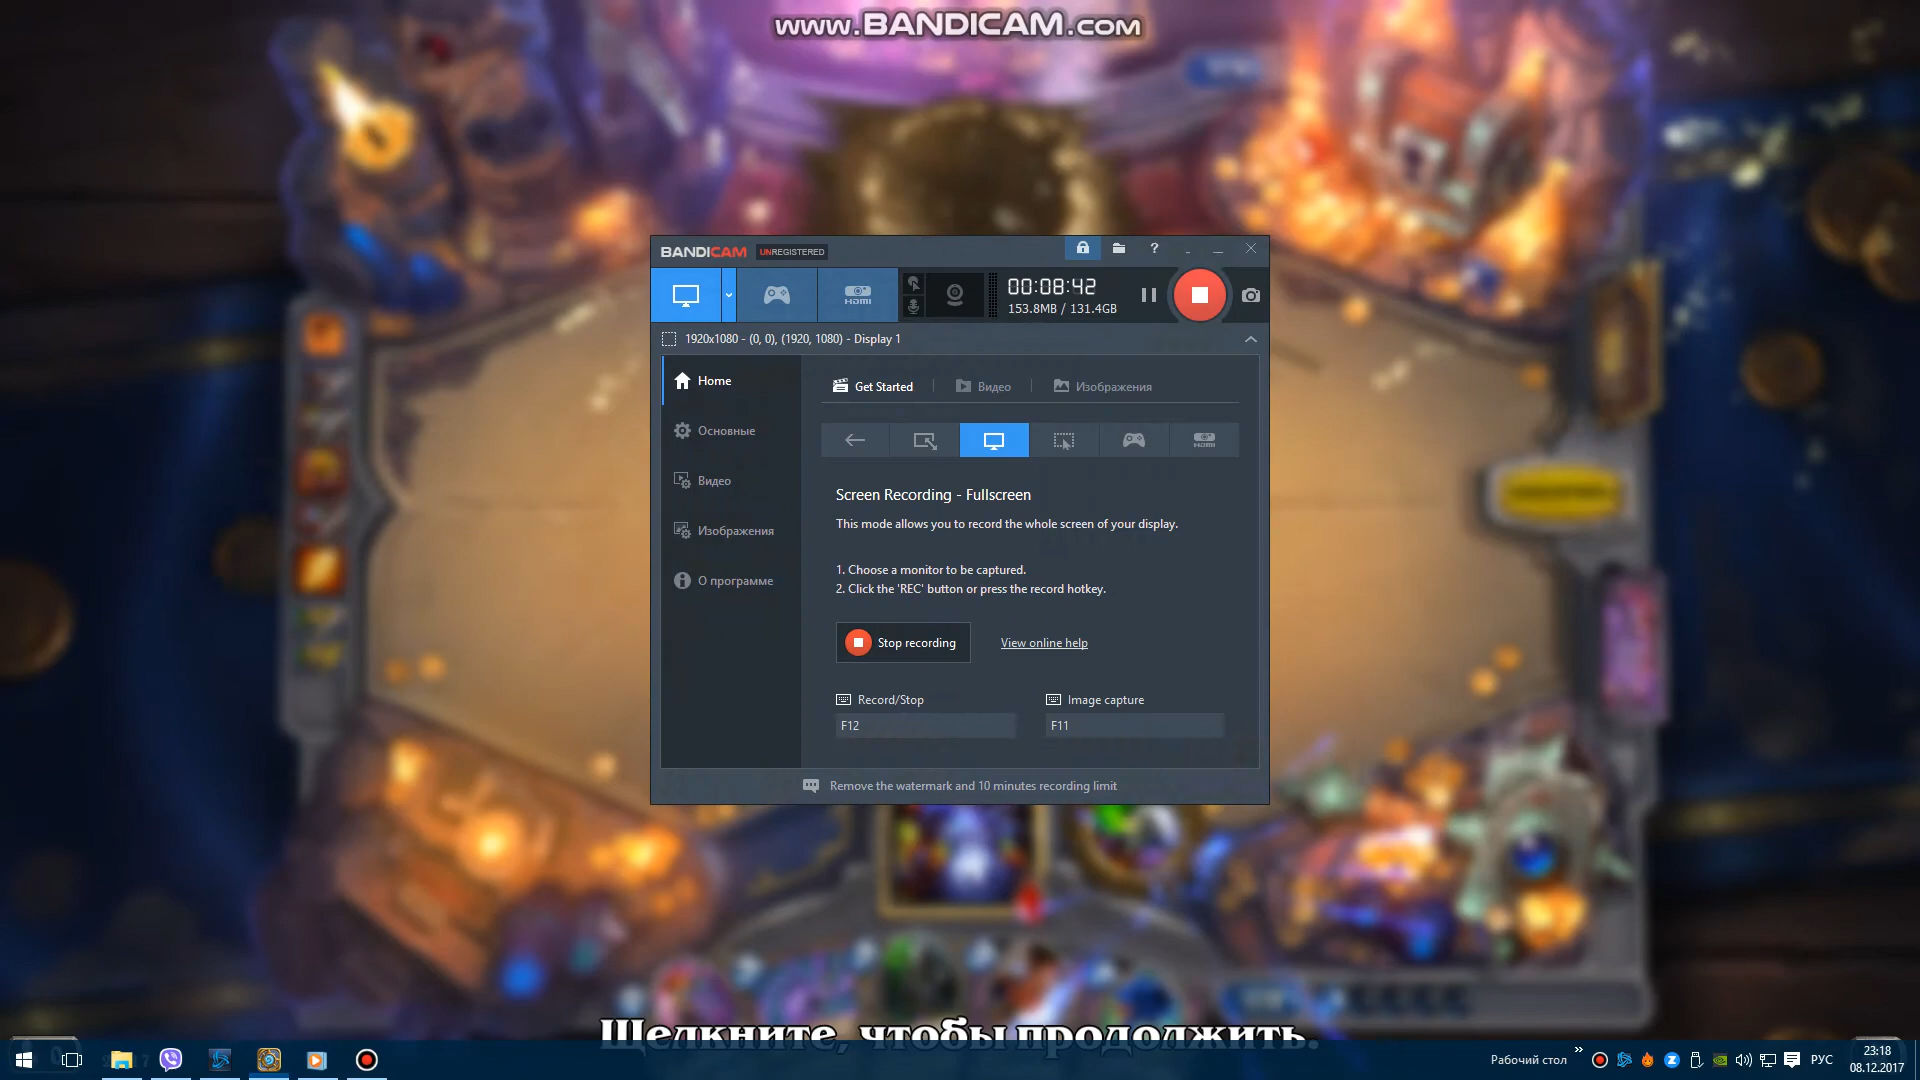 www.BANDICAM.com
BANDICAM UNREGISTERED ?
HDMI
00:08:42
153.8MB / 131.4GB
1920x1080 - (0, 0), (1920, 1080) - Display 1
Home
Основные
Видео
Изображения
О программе
Get Started Видео Изображения
HDMI
Screen Recording - Fullscreen
This mode allows you to record the whole screen of your display.
1. Choose a monitor to be captured.
2. Click the 'REC' button or press the record hotkey.
Stop recording View online help
Record/Stop Image capture
F12 F11
Remove the watermark and 10 minutes recording limit
Щелкните, чтобы продолжить.
Рабочий стол » РУС
23:18
08.12.2017